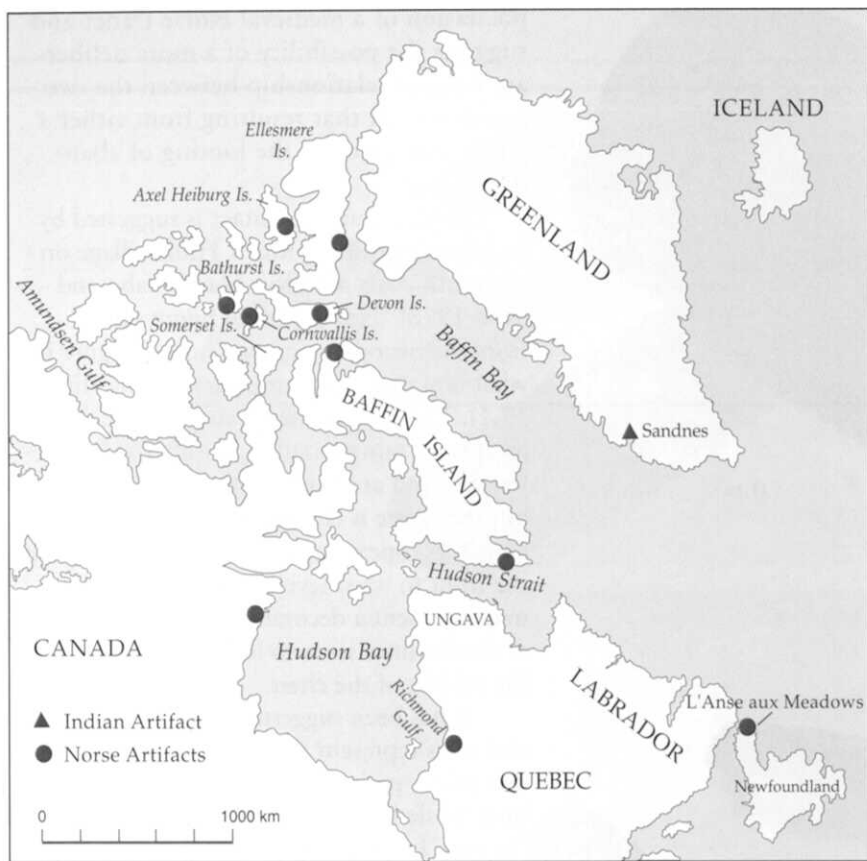 ICELAND
Ellesmere
Is.
GREENLAND
Axel Heiburg Is.
Bathurst Is.
Devon Is.
Amundsen Gulf
Somerset Is.
Cornwallis Is.
Baffin Bay
BAFFIN ISLAND
Sandnes
Hudson Strait
UNGAVA
CANADA
Hudson Bay
LABRADOR
L'Anse aux Meadows
Richmond
Gulf
Indian Artifact
Norse Artifacts
QUEBEC
Newfoundland
0
1000 km